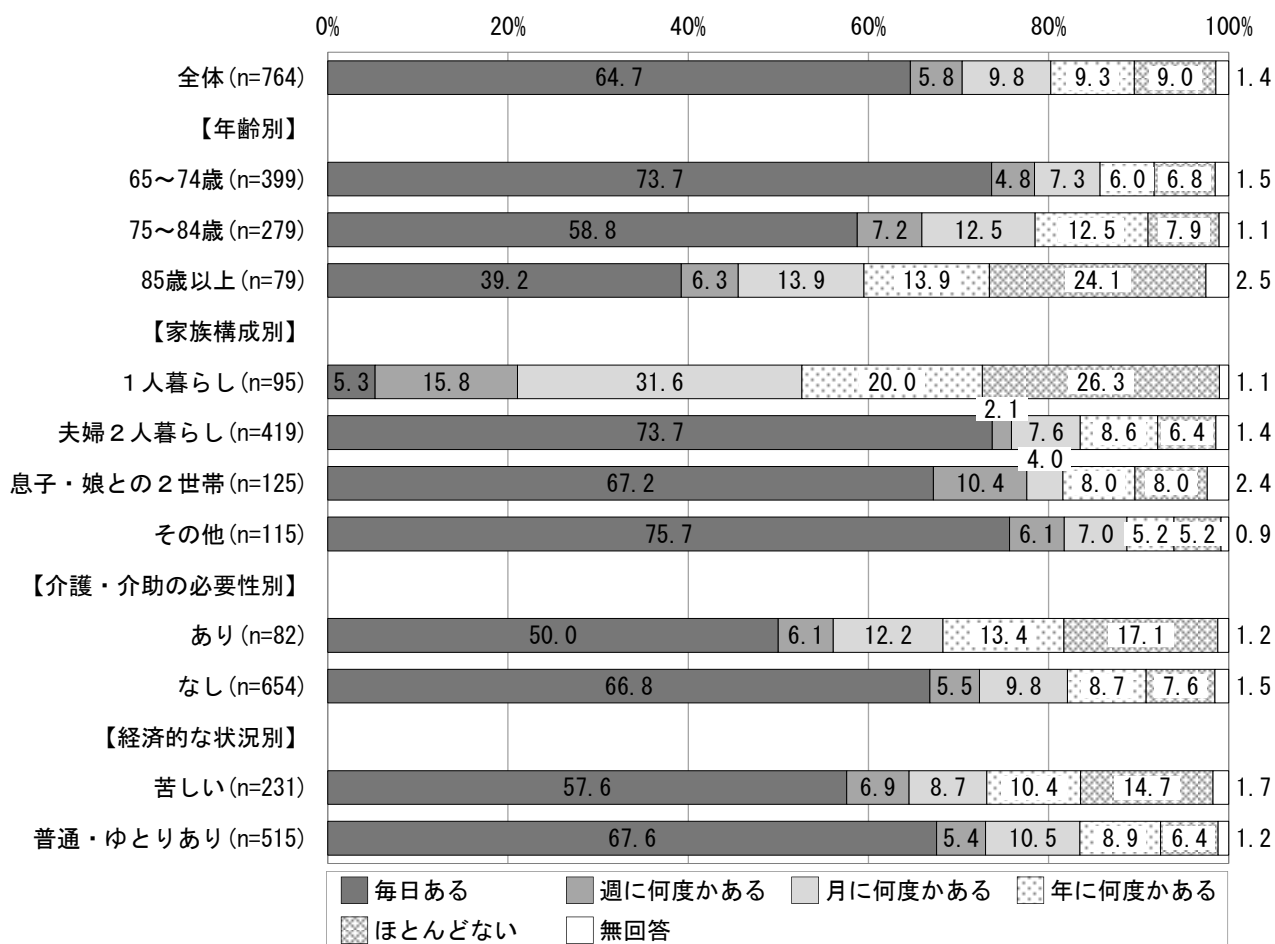 0% 20% 40% 60% 80% 100%
全体(n=764) 64.7 5.8 9.8 9.3 9.0 1.4
【年齢別】
65～74歳(n=399) 73.7 4.8 7.3 6.0 6.8 1.5
75～84歳(n=279) 58.8 7.2 12.5 12.5 7.9 1.1
85歳以上(n=79) 39.2 6.3 13.9 13.9 24.1 2.5
【家族構成別】
１人暮らし(n=95) 5.3 15.8 31.6 20.0 26.3 1.1
夫婦２人暮らし(n=419) 73.7 2.1 7.6 8.6 6.4 1.4
息子・娘との２世帯(n=125) 67.2 10.4 4.0 8.0 8.0 2.4
その他(n=115) 75.7 6.1 7.0 5.2 5.2 0.9
【介護・介助の必要性別】
あり(n=82) 50.0 6.1 12.2 13.4 17.1 1.2
なし(n=654) 66.8 5.5 9.8 8.7 7.6 1.5
【経済的な状況別】
苦しい(n=231) 57.6 6.9 8.7 10.4 14.7 1.7
普通・ゆとりあり(n=515) 67.6 5.4 10.5 8.9 6.4 1.2
毎日ある 週に何度かある 月に何度かある 年に何度かある
ほとんどない 無回答